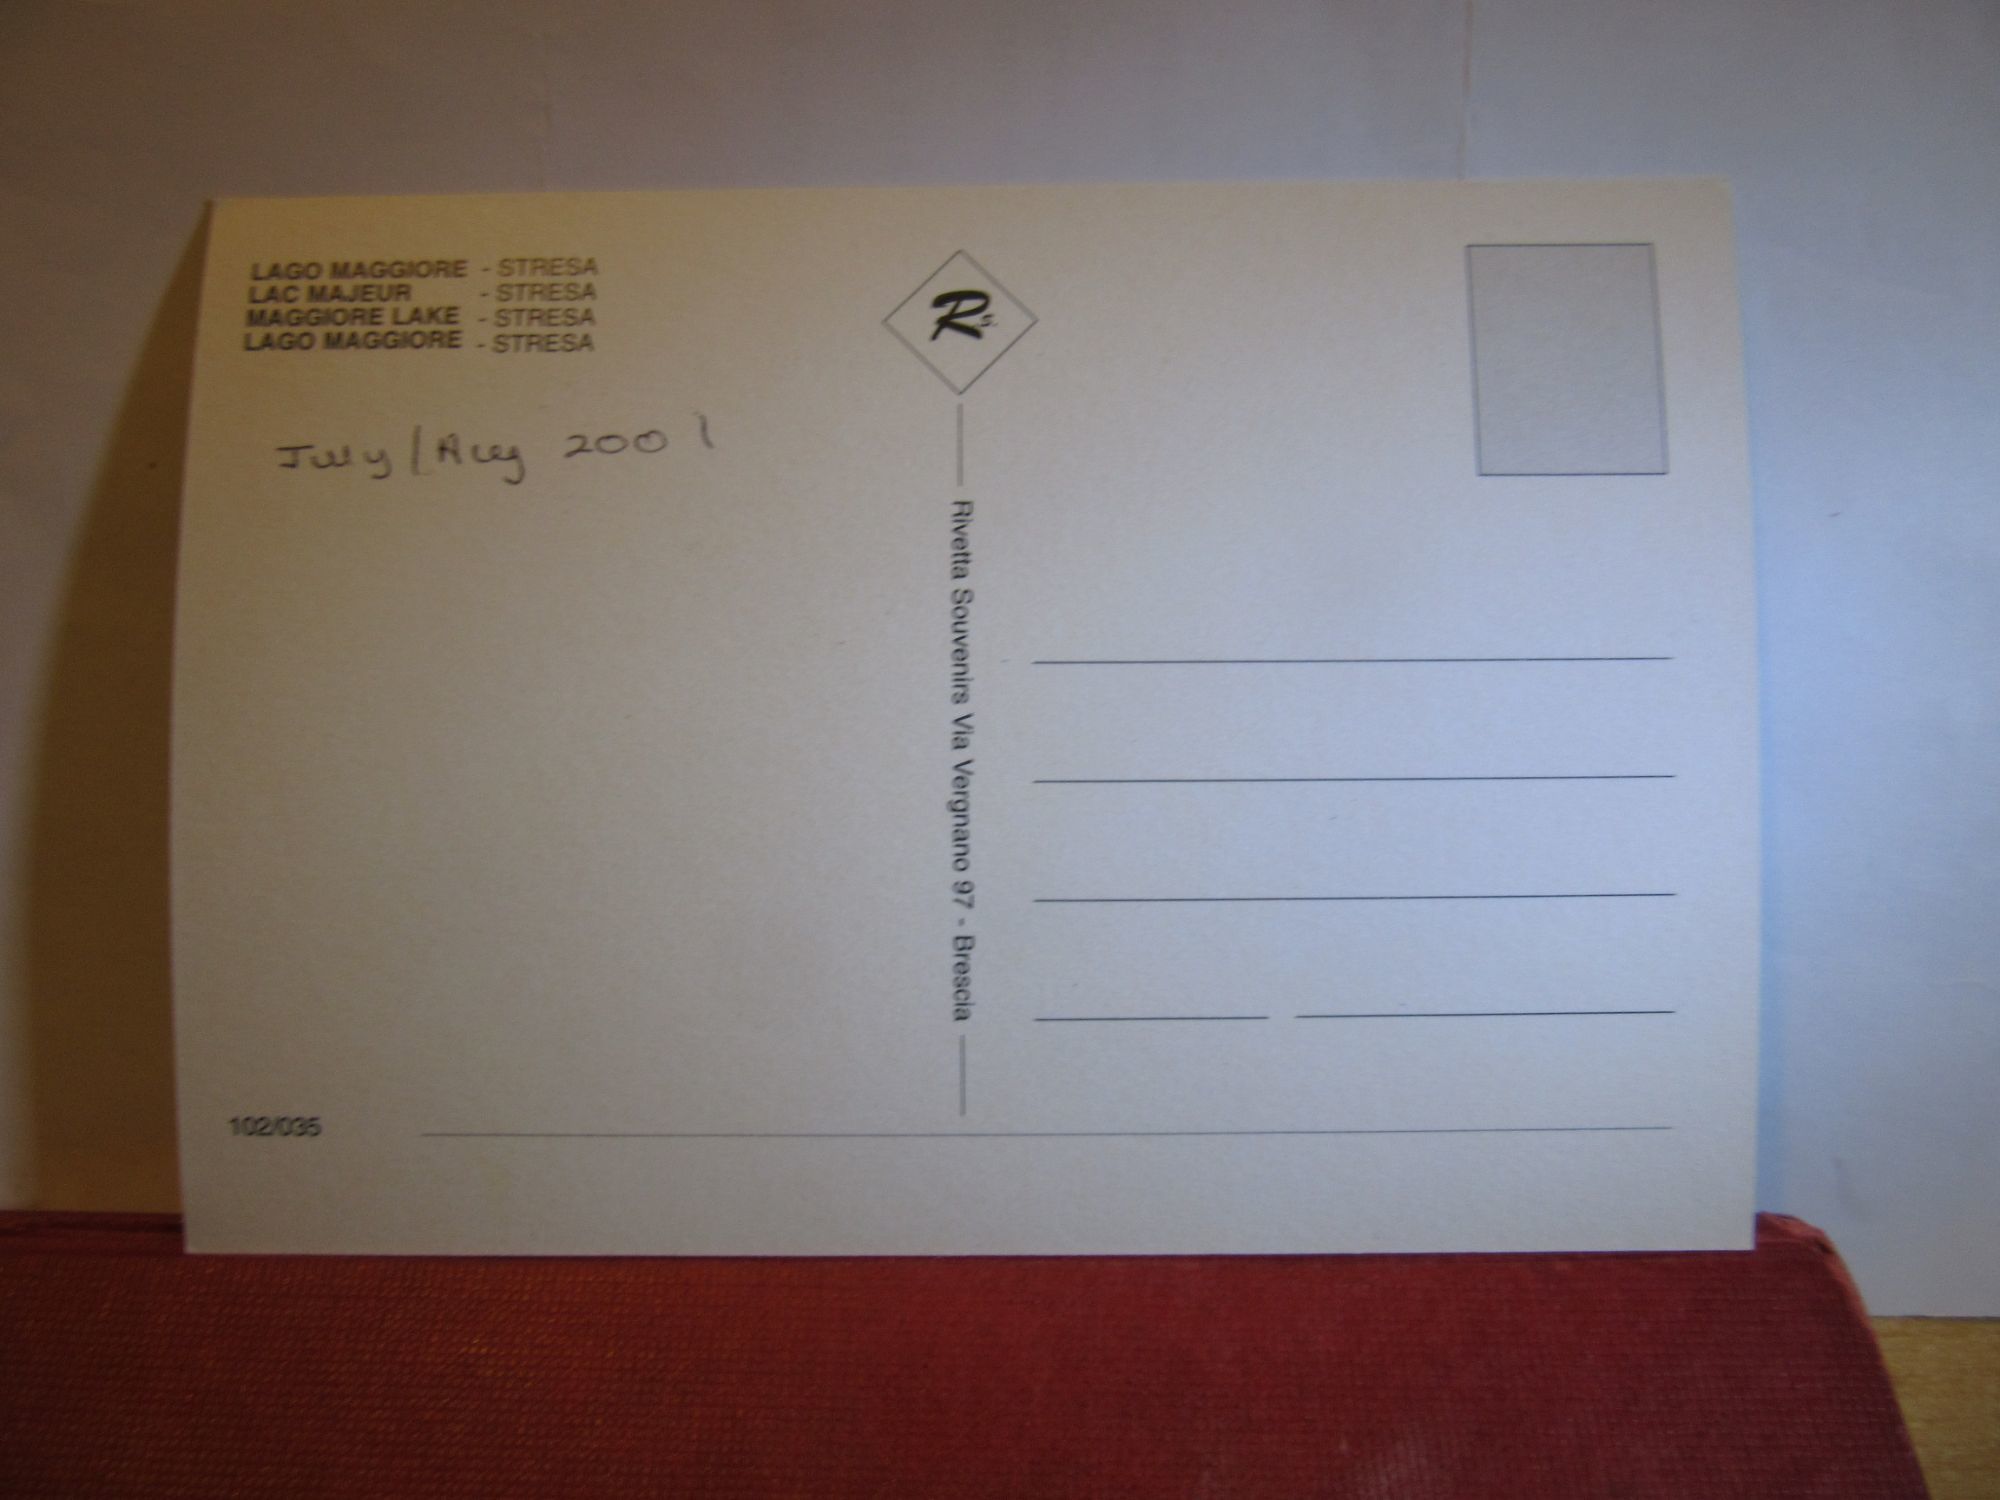 LAGO MAGGIORE - STRESA
LAC MAJEUR - STRESA
MAGGIORE LAKE - STRESA
LAGO MAGGIORE - STRESA
July/Aug 2001
R
Rivetta Souvenirs Via Vergnano 97 - Brescia
102/035